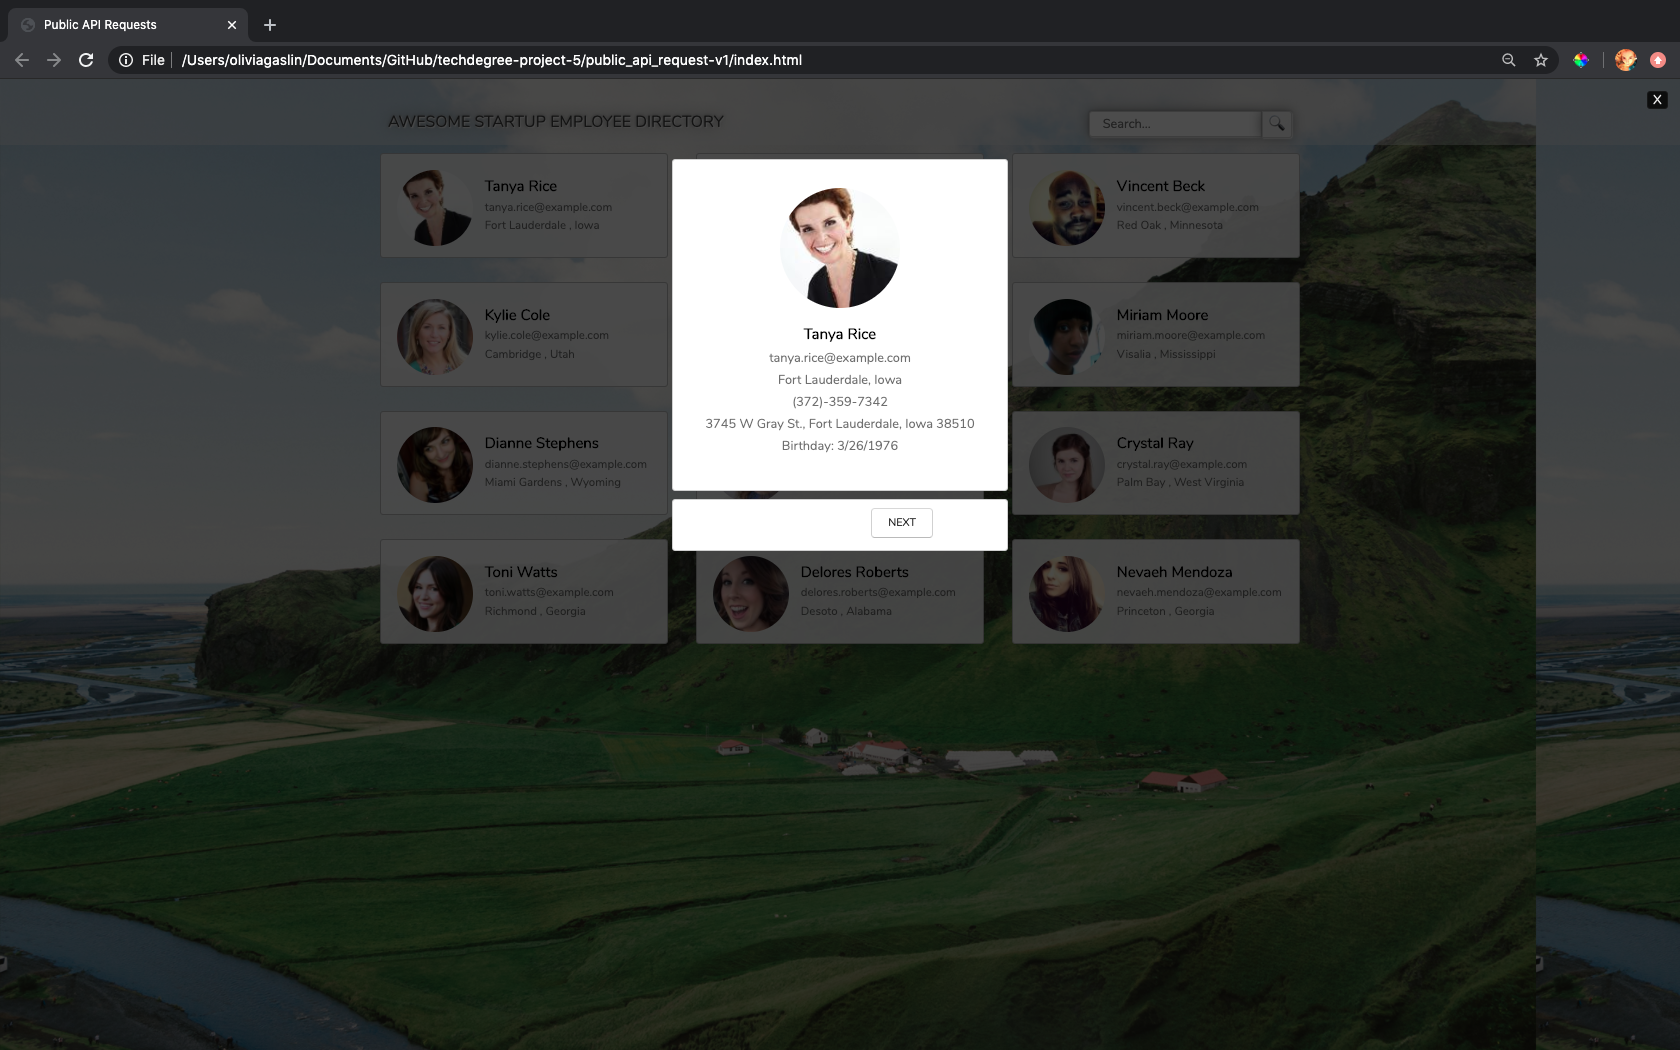 Public API Requests
File
/Users/oliviagaslin/Documents/GitHub/techdegree-project-5/public_api_request-v1/index.html
X
AWESOME STARTUP EMPLOYEE DIRECTORY
Search...
Tanya Rice
tanya.rice@example.com
Fort Lauderdale , Iowa
Vincent Beck
vincent.beck@example.com
Red Oak , Minnesota
Kylie Cole
kylie.cole@example.com
Cambridge , Utah
Miriam Moore
miriam.moore@example.com
Visalia , Mississippi
Dianne Stephens
dianne.stephens@example.com
Miami Gardens , Wyoming
Crystal Ray
crystal.ray@example.com
Palm Bay , West Virginia
Toni Watts
toni.watts@example.com
Richmond , Georgia
Delores Roberts
delores.roberts@example.com
Desoto , Alabama
Nevaeh Mendoza
nevaeh.mendoza@example.com
Princeton , Georgia
Tanya Rice
tanya.rice@example.com
Fort Lauderdale, Iowa
(372)-359-7342
3745 W Gray St., Fort Lauderdale, Iowa 38510
Birthday: 3/26/1976
NEXT